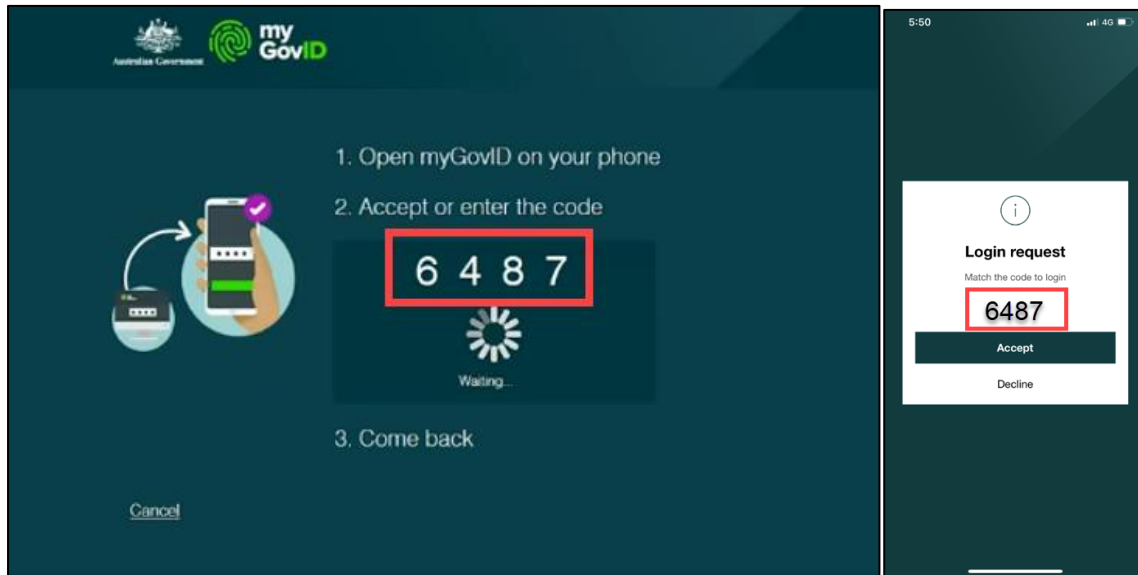 Australian Government
my
GovID
1. Open myGovID on your phone
2. Accept or enter the code
6 4 8 7
Waiting...
3. Come back
Cancel
5:50
4G
Login request
Match the code to login
6487
Accept
Decline